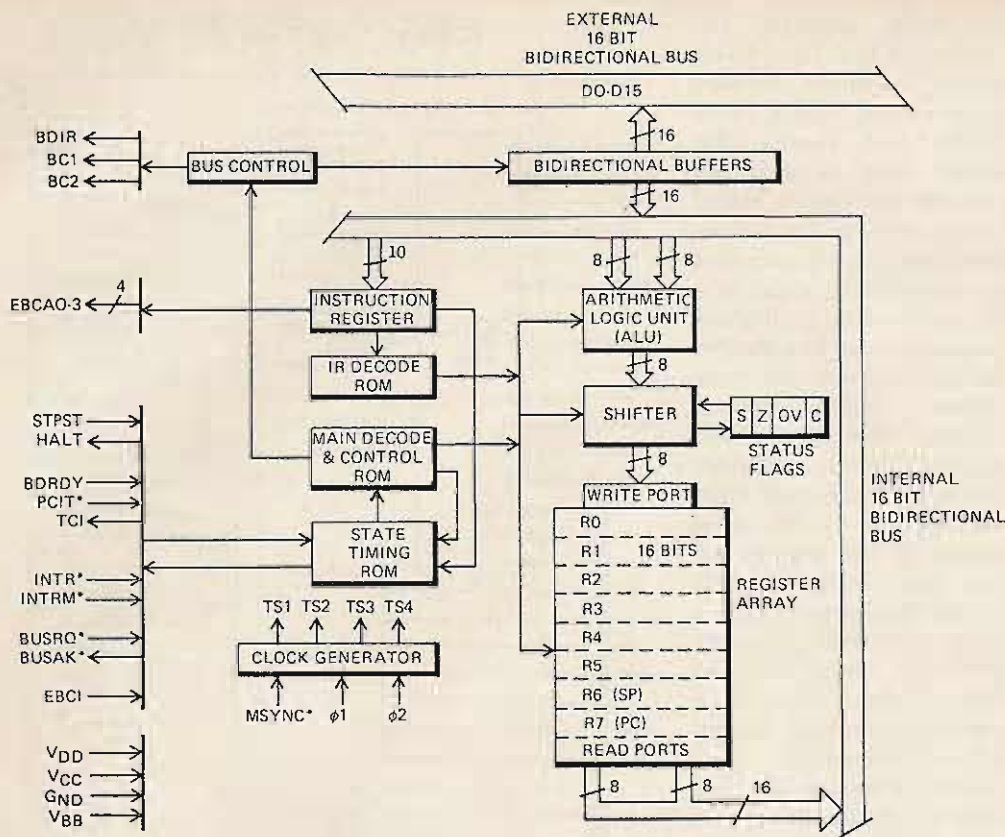 EXTERNAL
16 BIT
BIDIRECTIONAL BUS
DO-D15
16
BDIR
BC1
BC2
BUS CONTROL
BIDIRECTIONAL BUFFERS
16
10
8
8
EBCAO-3
4
INSTRUCTION
REGISTER
ARITHMETIC
LOGIC UNIT
(ALU)
IR DECODE
ROM
8
STPST
HALT
MAIN DECODE
& CONTROL
ROM
SHIFTER
S Z OV C
STATUS
FLAGS
8
BDRDY
PCIT*
TCI
STATE
TIMING
ROM
INTERNAL
16 BIT
BIDIRECTIONAL
BUS
WRITE PORT
R0
R1 16 BITS
R2
R3
R4
R5
R6 (SP)
R7 (PC)
READ PORTS
REGISTER
ARRAY
INTR*
INTRM*
BUSRQ*
BUSAK*
EBCI
TS1 TS2 TS3 TS4
CLOCK GENERATOR
MSYNC* ϕ1 ϕ2
VDD
VCC
GND
VBB
8
8
16